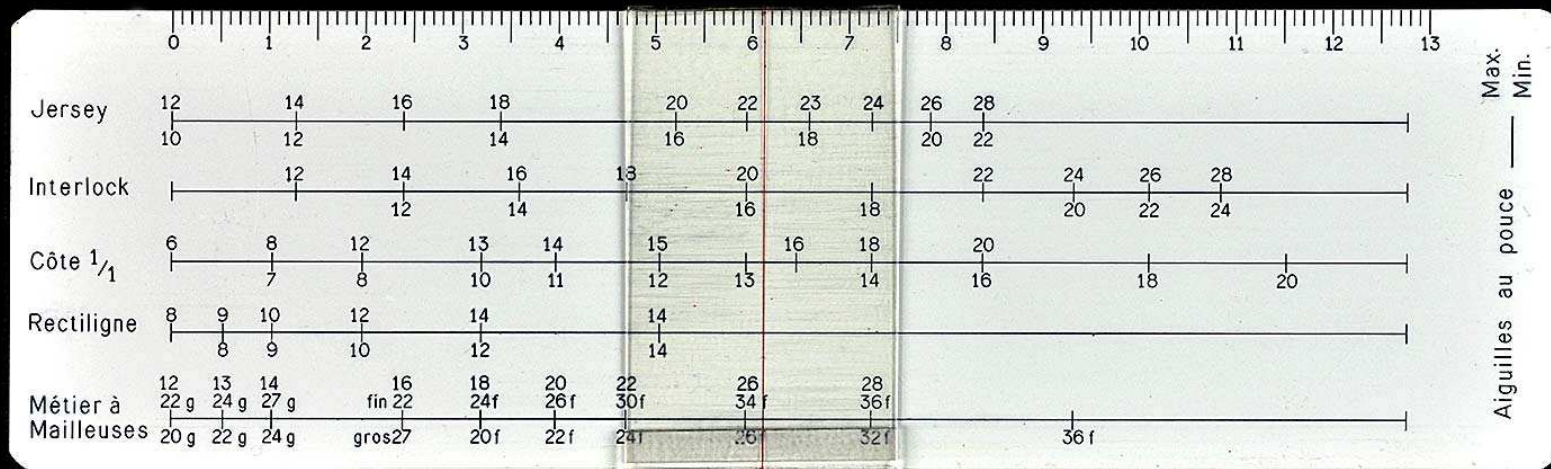 0 1 2 3 4 5 6 7 8 9 10 11 12 13
Jersey
12 14 16 18 20 22 23 24 26 28
10 12 14 16 18 20 22
Interlock
12 14 16 18 20 22 24 26 28
12 14 16 18 20 22 24
Côte 1/1
6 8 12 13 14 15 16 18 20
7 8 10 11 12 13 14 16 18 20
Rectiligne
8 9 10 12 14 14
8 9 10 12 14
Métier à
Mailleuses
12 13 14 16 18 20 22 26 28
22 g 24 g 27 g fin 22 24f 26f 30f 34f 36f
20 g 22 g 24 g gros 27 20f 22f 24f 26f 32f 36f
Aiguilles au pouce — Max.
Min.